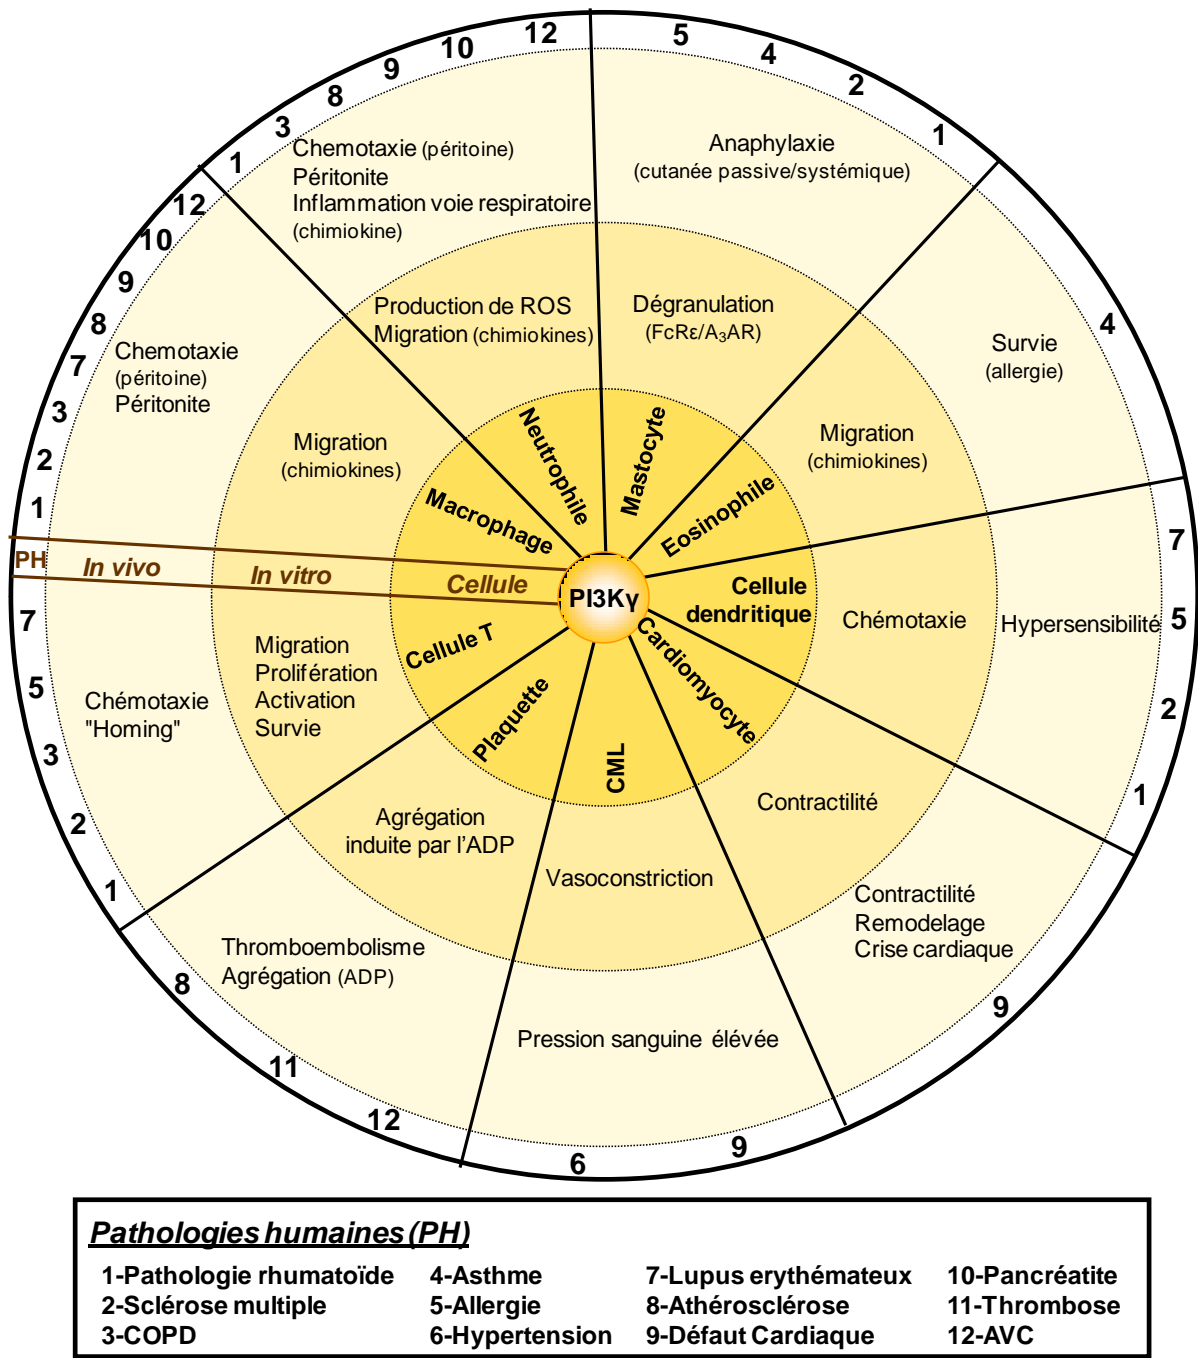 12
10
9
8
3
1
Chemotaxie (péritoine)
Péritonite
Inflammation voie respiratoire
(chimiokine)
Production de ROS
Migration (chimiokines)
Neutrophile
5
4
2
1
Anaphylaxie
(cutanée passive/systémique)
Dégranulation
(FcRε/A₃AR)
Mastocyte
4
Survie
(allergie)
Migration
(chimiokines)
Eosinophile
7
5
2
1
Hypersensibilité
Chémotaxie
Cellule
dendritique
9
Contractilité
Remodelage
Crise cardiaque
Contractilité
Cardiomyocyte
9
6
Pression sanguine élévée
Vasoconstriction
CML
12
11
8
Thromboembolisme
Agrégation (ADP)
Agrégation
induite par l'ADP
Plaquette
1
2
3
5
7
Chémotaxie
"Homing"
Migration
Prolifération
Activation
Survie
Cellule T
PH
In vivo
In vitro
Cellule
PI3Kγ
1
2
3
7
8
9
10
12
Chemotaxie
(péritoine)
Péritonite
Migration
(chimiokines)
Macrophage
Pathologies humaines (PH)
1-Pathologie rhumatoïde 4-Asthme 7-Lupus erythémateux 10-Pancréatite
2-Sclérose multiple 5-Allergie 8-Athérosclérose 11-Thrombose
3-COPD 6-Hypertension 9-Défaut Cardiaque 12-AVC